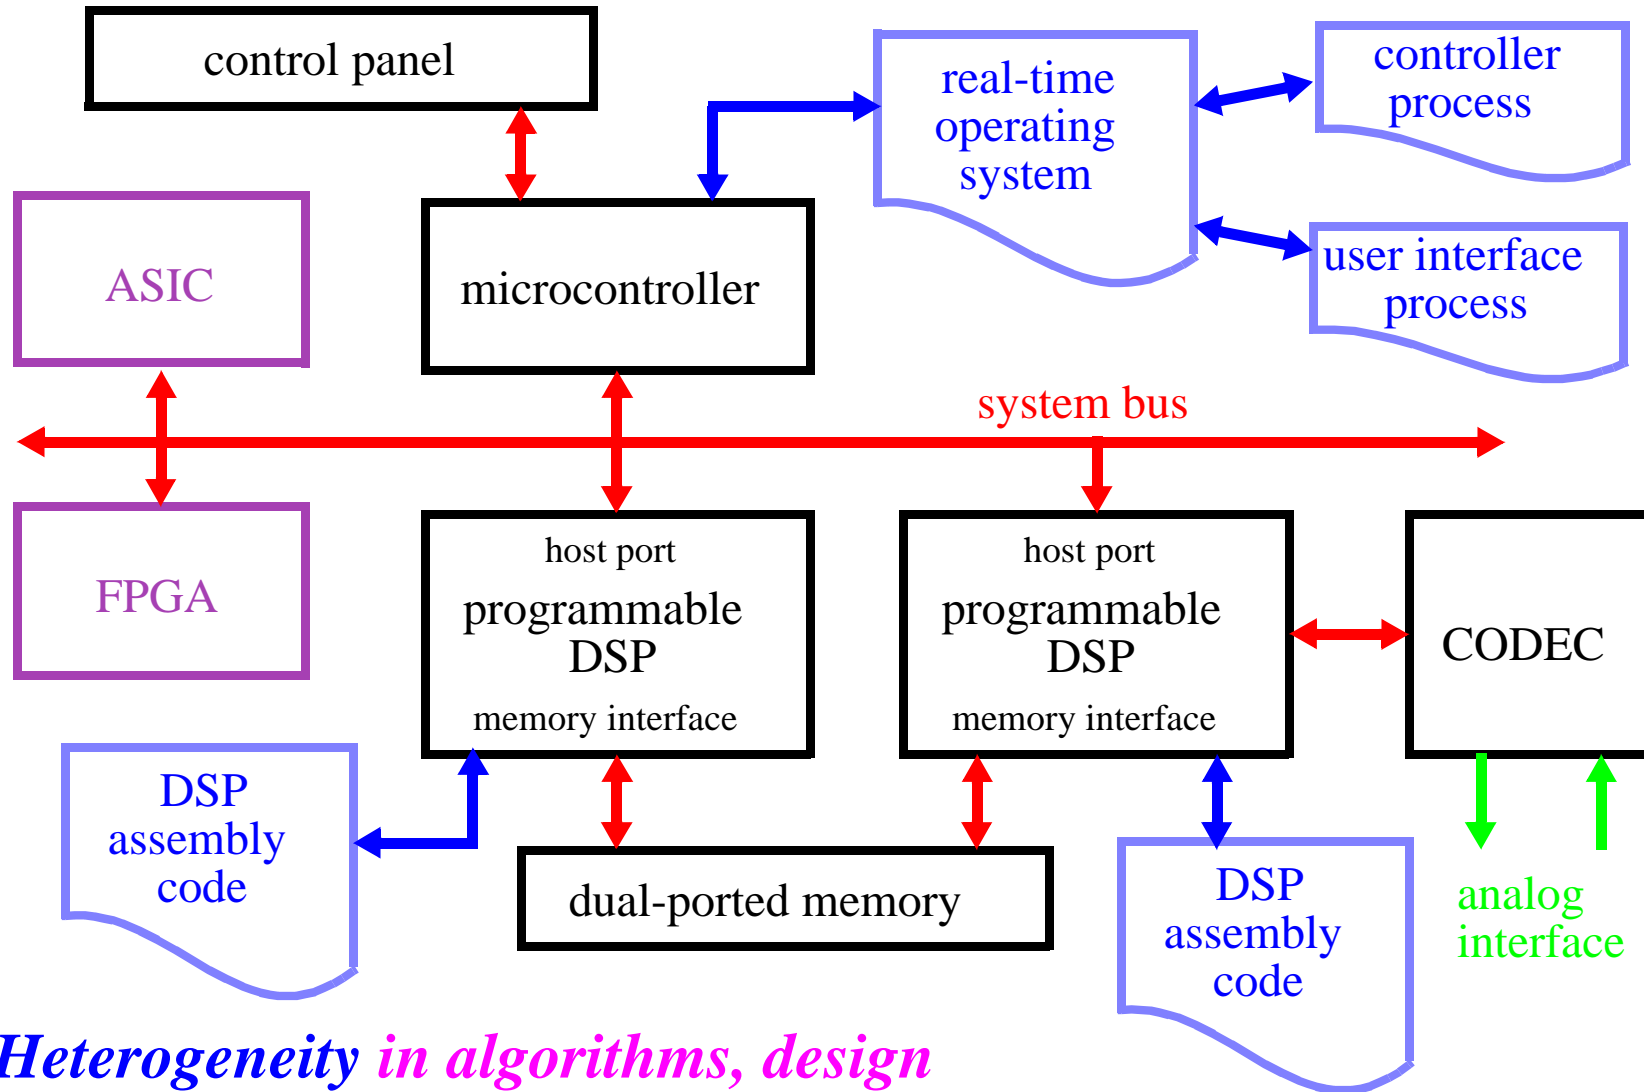 control panel
real-time
operating
system
controller
process
ASIC
microcontroller
user interface
process
system bus
FPGA
host port
programmable
DSP
memory interface
host port
programmable
DSP
memory interface
CODEC
DSP
assembly
code
dual-ported memory
DSP
assembly
code
analog
interface
Heterogeneity in algorithms, design